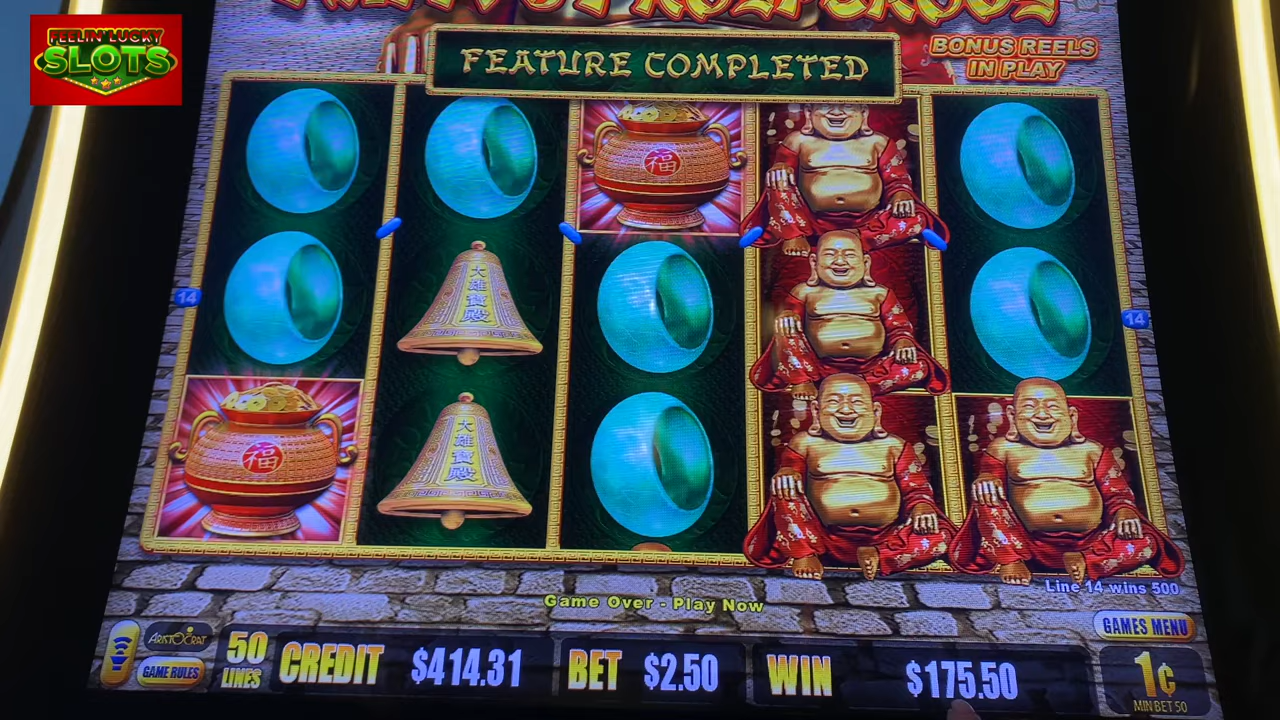 FEELIN' LUCKY
SLOTS
FEATURE COMPLETED
BONUS REELS
IN PLAY
福
大雄寶殿
大雄寶殿
福
14
14
Line 14 wins 500
Game Over - Play Now
GAMES MENU
ARISTOCRAT
GAME RULES
50
LINES
CREDIT $414.31
BET $2.50
WIN $175.50
1¢
MIN BET 50